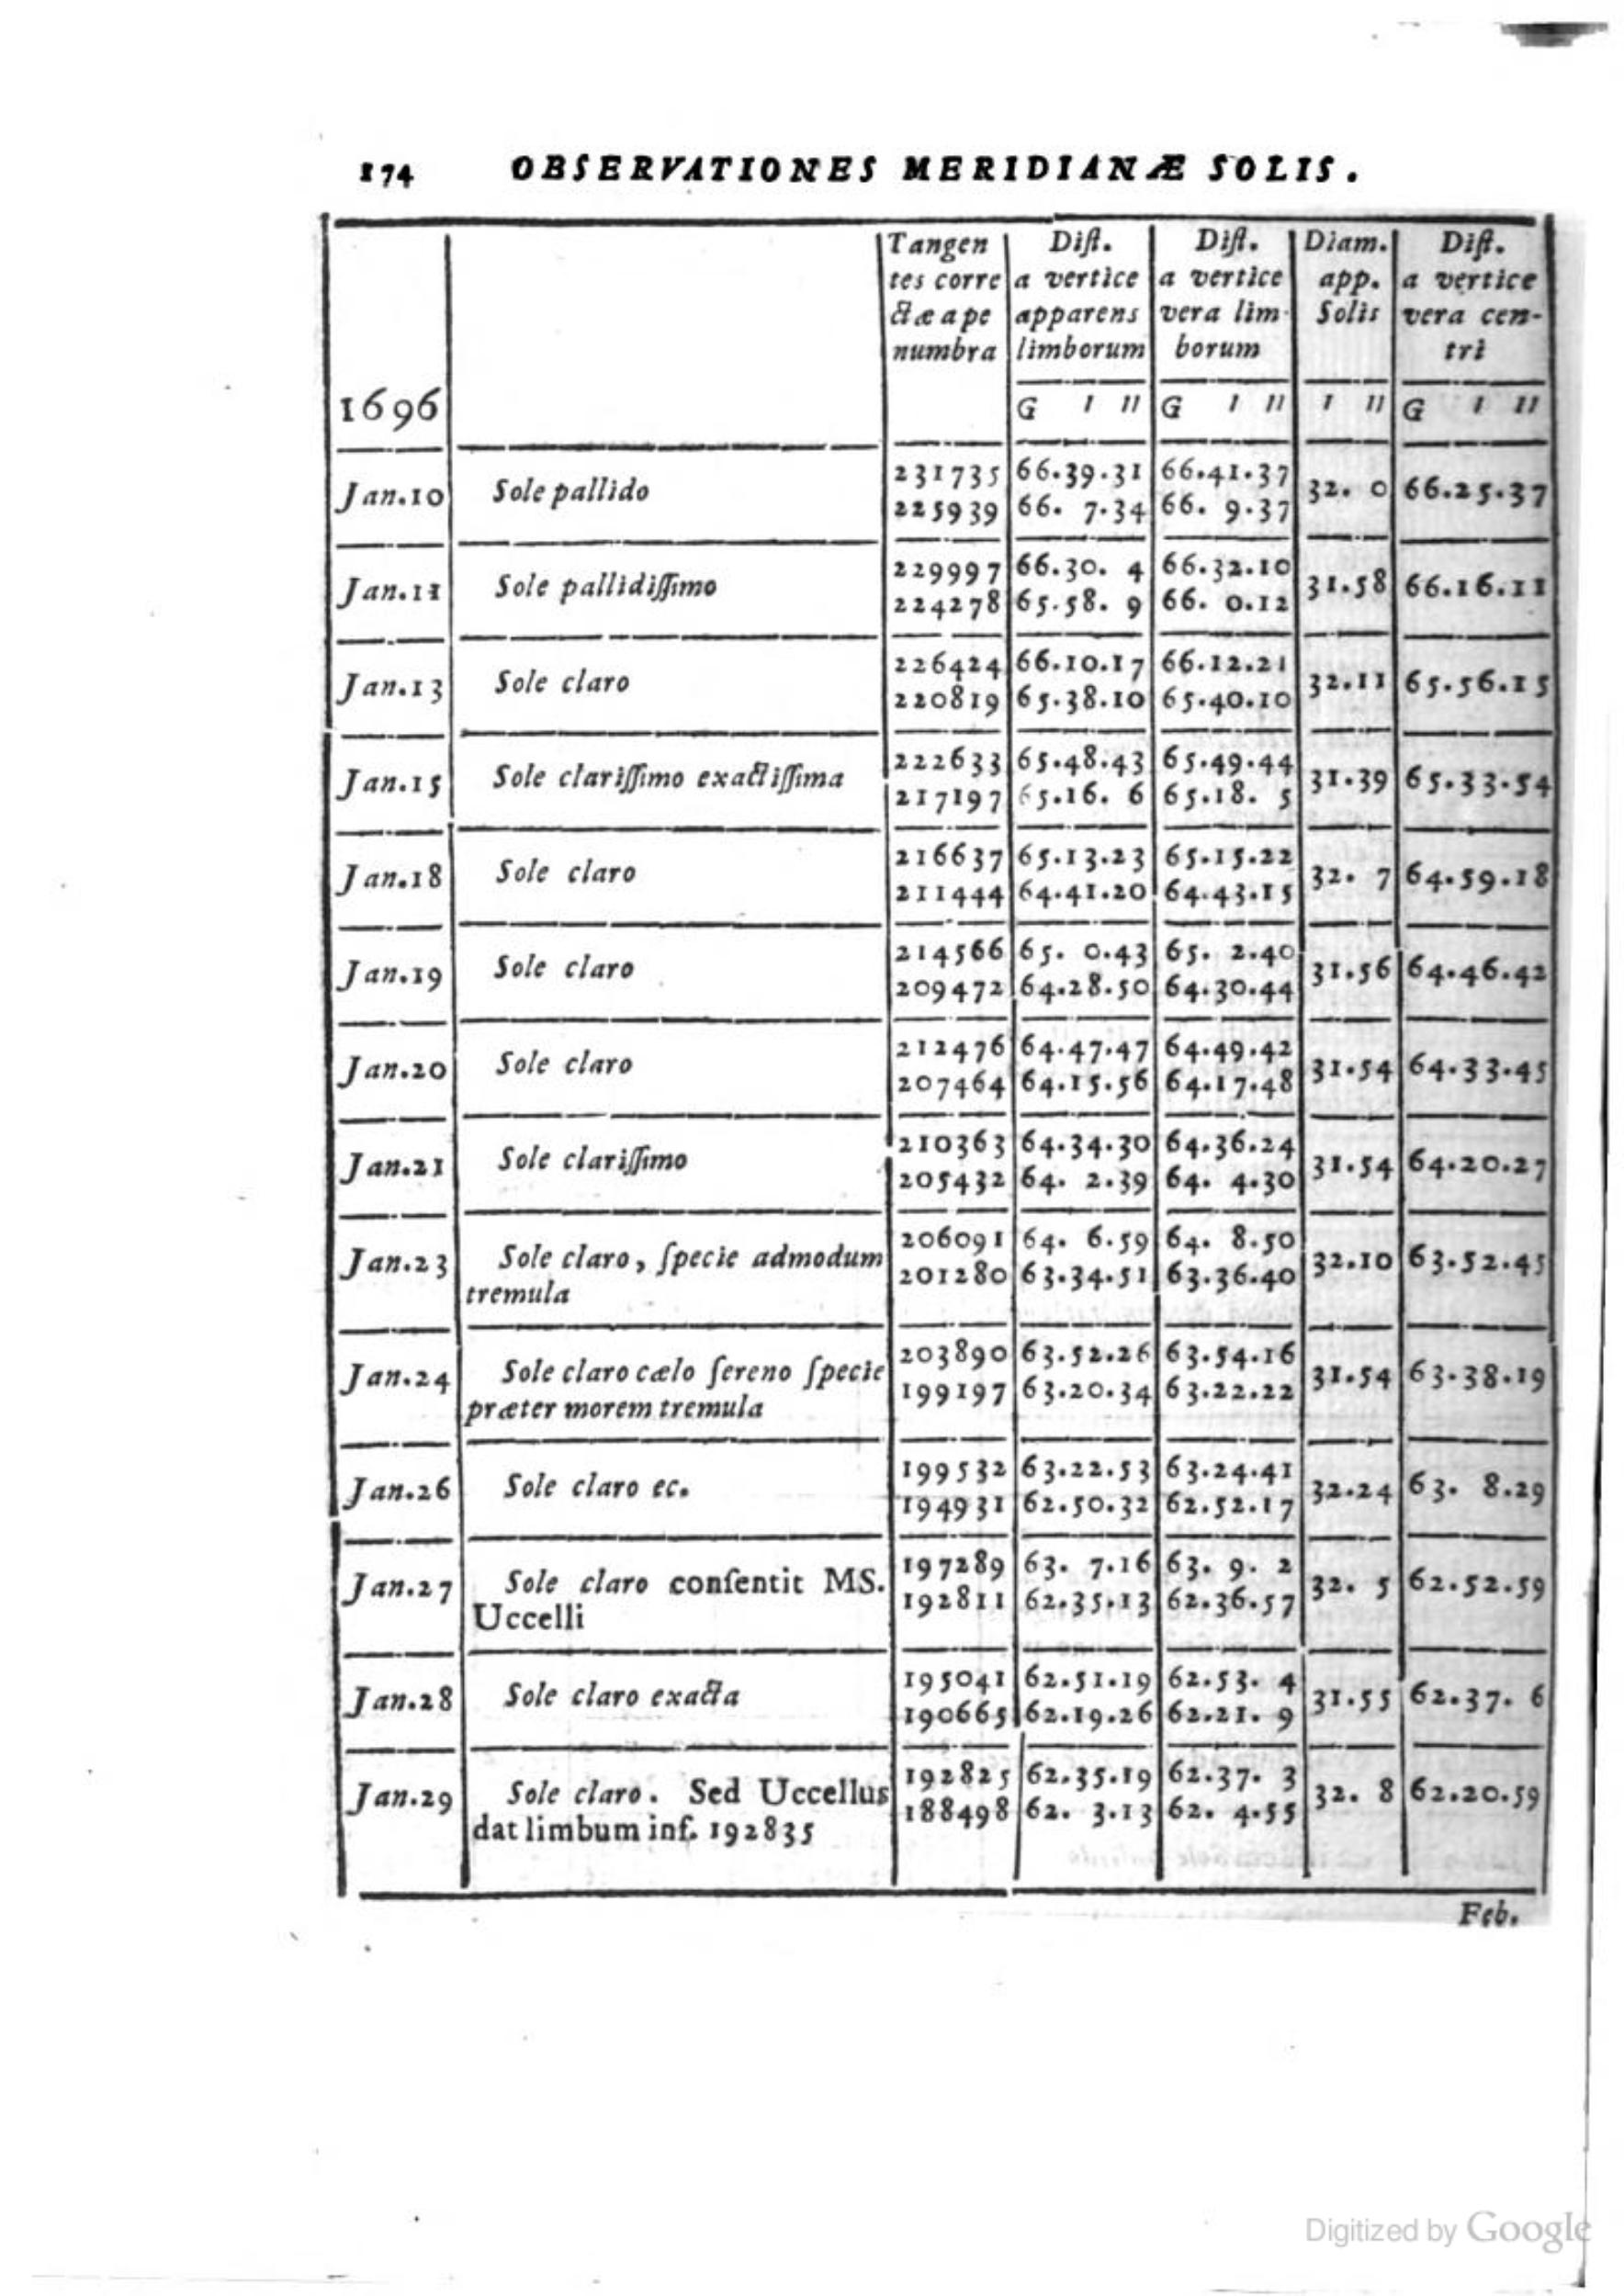 174 OBSERVATIONES MERIDIANÆ SOLIS.
Tangen Diſt. Diſt. Diam. Diſt.
tes corre a vertice a vertice app. a vertice
ctæ a pe apparens vera lim- Solis vera cen-
numbra limborum borum tri
1696 G I II G I II I II G I II
231735 66.39.31 66.41.37
Jan.10 Sole pallido 32. 0 66.25.37
225939 66. 7.34 66. 9.37
229997 66.30. 4 66.32.10
Jan.11 Sole pallidiſſimo 31.58 66.16.11
224278 65.58. 9 66. 0.12
226424 66.10.17 66.12.21
Jan.13 Sole claro 32.11 65.56.15
220819 65.38.10 65.40.10
222633 65.48.43 65.49.44
Jan.15 Sole clariſſimo exactiſſima 31.39 65.33.54
217197 65.16. 6 65.18. 5
216637 65.13.23 65.15.22
Jan.18 Sole claro 32. 7 64.59.18
211444 64.41.20 64.43.15
214566 65. 0.43 65. 2.40
Jan.19 Sole claro 31.56 64.46.42
209472 64.28.50 64.30.44
212476 64.47.47 64.49.42
Jan.20 Sole claro 31.54 64.33.45
207464 64.15.56 64.17.48
210363 64.34.30 64.36.24
Jan.21 Sole clariſſimo 31.54 64.20.27
205432 64. 2.39 64. 4.30
206091 64. 6.59 64. 8.50
Jan.23 Sole claro, ſpecie admodum 32.10 63.52.45
201280 63.34.51 63.36.40
tremula
203890 63.52.26 63.54.16
Jan.24 Sole claro cælo ſereno ſpecie 31.54 63.38.19
199197 63.20.34 63.22.22
præter morem tremula
199532 63.22.53 63.24.41
Jan.26 Sole claro ec. 32.24 63. 8.29
194931 62.50.32 62.52.17
197289 63. 7.16 63. 9. 2
Jan.27 Sole claro conſentit MS. 32. 5 62.52.59
192811 62.35.13 62.36.57
Uccelli
195041 62.51.19 62.53. 4
Jan.28 Sole claro exacta 31.55 62.37. 6
190665 62.19.26 62.21. 9
192825 62.35.19 62.37. 3
Jan.29 Sole claro. Sed Uccellus 32. 8 62.20.59
188498 62. 3.13 62. 4.55
dat limbum inf. 192835
Feb.
Digitized by Google